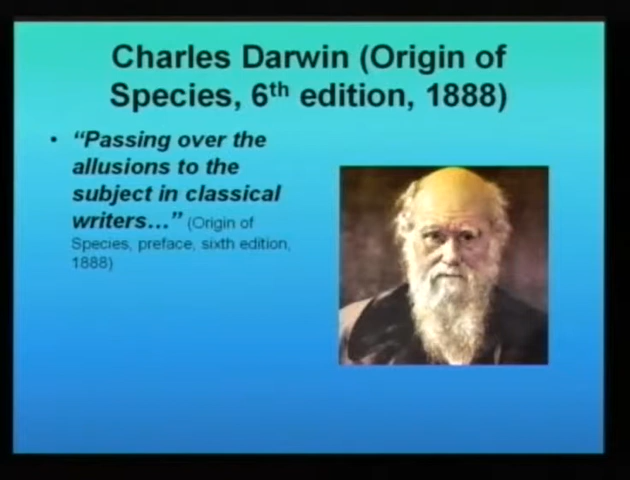 Charles Darwin (Origin of
Species, 6th edition, 1888)
• “Passing over the
allusions to the
subject in classical
writers…” (Origin of
Species, preface, sixth edition,
1888)